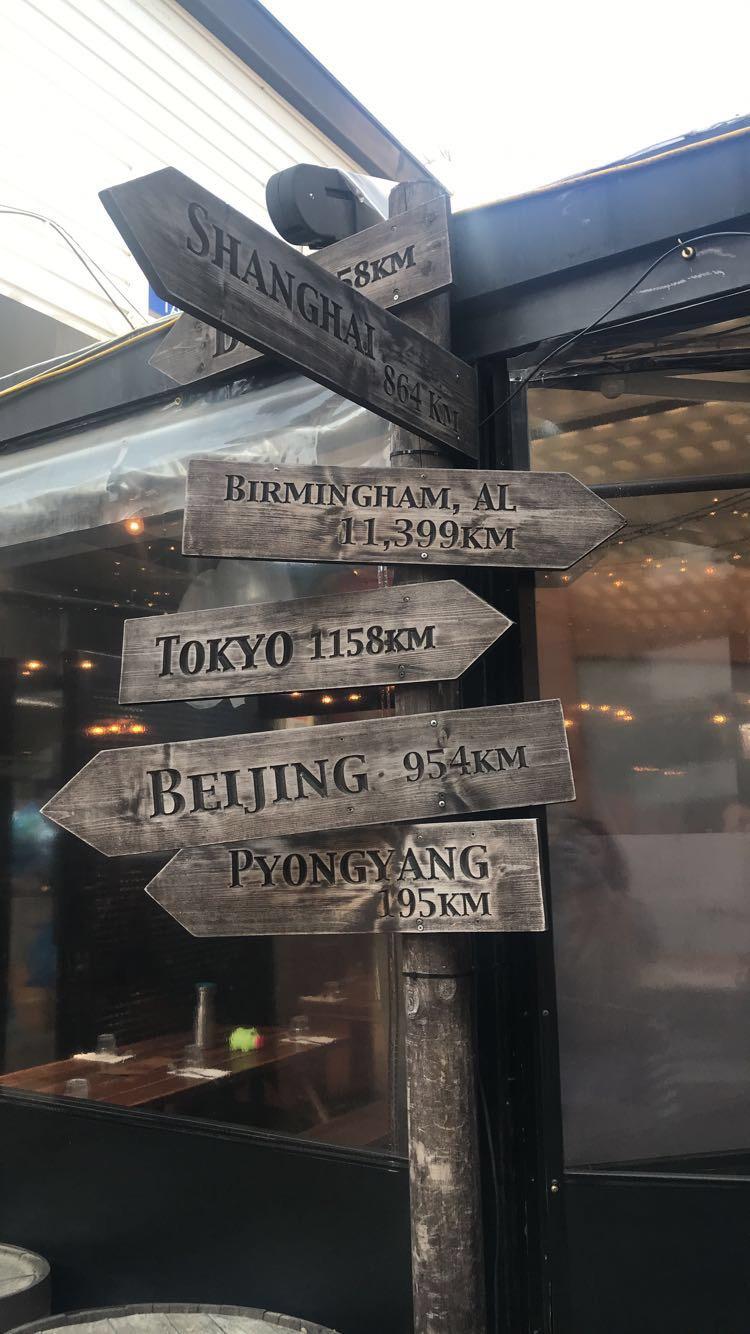 SHANGHAI
864 KM
58KM
BIRMINGHAM, AL
11,399KM
TOKYO 1158KM
BEIJING 954KM
PYONGYANG
195KM